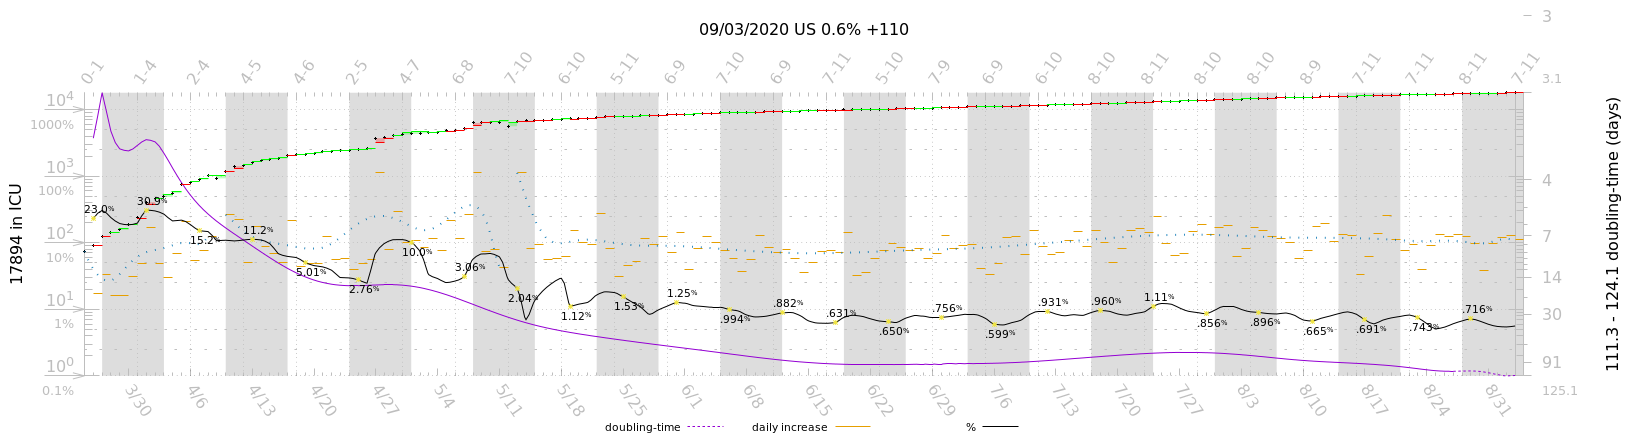 3
09/03/2020 US 0.6% +110
0-1 1-4 2-4 4-5 4-6 2-5 4-7 6-8 7-10 6-10 5-11 6-9 7-10 6-9 7-11 5-10 7-9 6-9 6-10 8-10 8-11 8-10 8-10 8-9 7-11 7-11 8-11 7-11
3.1
10⁴
1000%
10³
100%
10²
10%
10¹
1%
10⁰
0.1%
17894 in ICU
23.0% 30.9% 15.2% 11.2% 5.01% 2.76% 10.0% 3.06% 2.04% 1.12% 1.53% 1.25% .994% .882% .631% .650% .756% .599% .931% .960% 1.11% .856% .896% .665% .691% .743% .716%
4
7
14
30
91
125.1
111.3 - 124.1 doubling-time (days)
3/30 4/6 4/13 4/20 4/27 5/4 5/11 5/18 5/25 6/1 6/8 6/15 6/22 6/29 7/6 7/13 7/20 7/27 8/3 8/10 8/17 8/24 8/31
doubling-time daily increase %